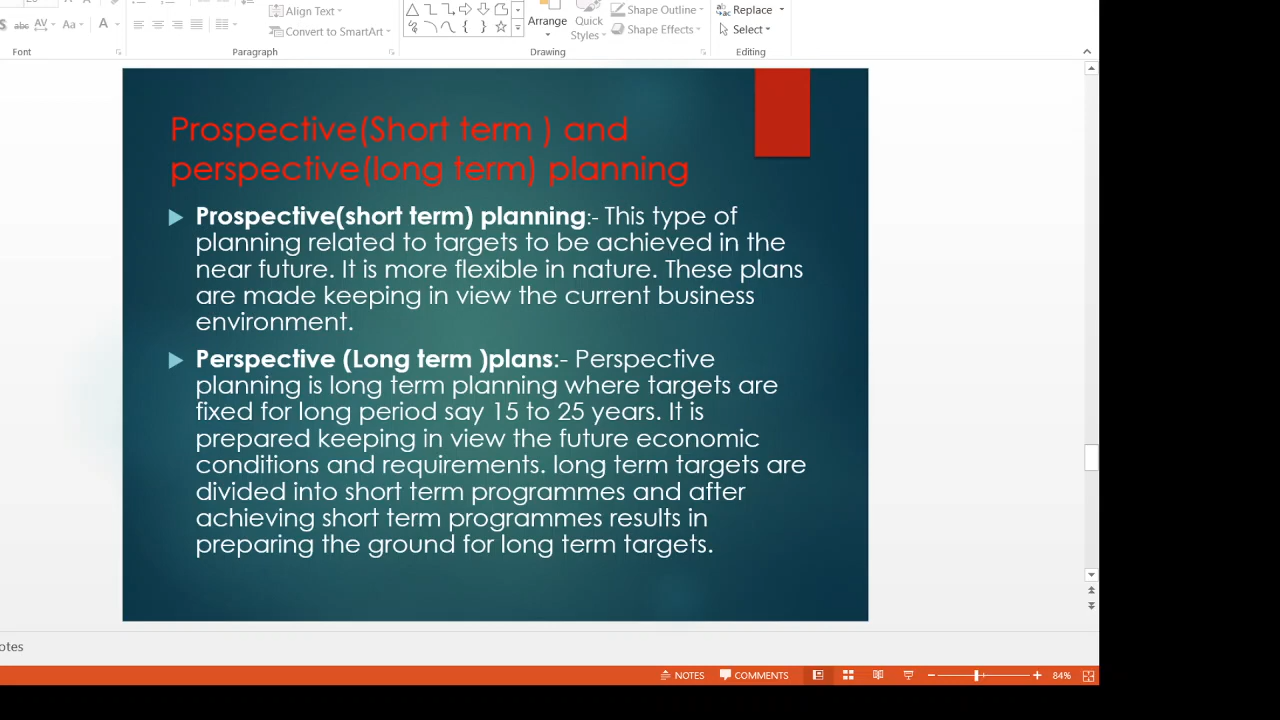 Align Text
Replace
Shape Outline
abc AV Aa A
Convert to SmartArt
Arrange Quick
Styles
Shape Effects
Select
Font Paragraph Drawing Editing
Prospective(Short term ) and
perspective(long term) planning
Prospective(short term) planning:- This type of
planning related to targets to be achieved in the
near future. It is more flexible in nature. These plans
are made keeping in view the current business
environment.
Perspective (Long term )plans:- Perspective
planning is long term planning where targets are
fixed for long period say 15 to 25 years. It is
prepared keeping in view the future economic
conditions and requirements. long term targets are
divided into short term programmes and after
achieving short term programmes results in
preparing the ground for long term targets.
otes
NOTES COMMENTS 84%